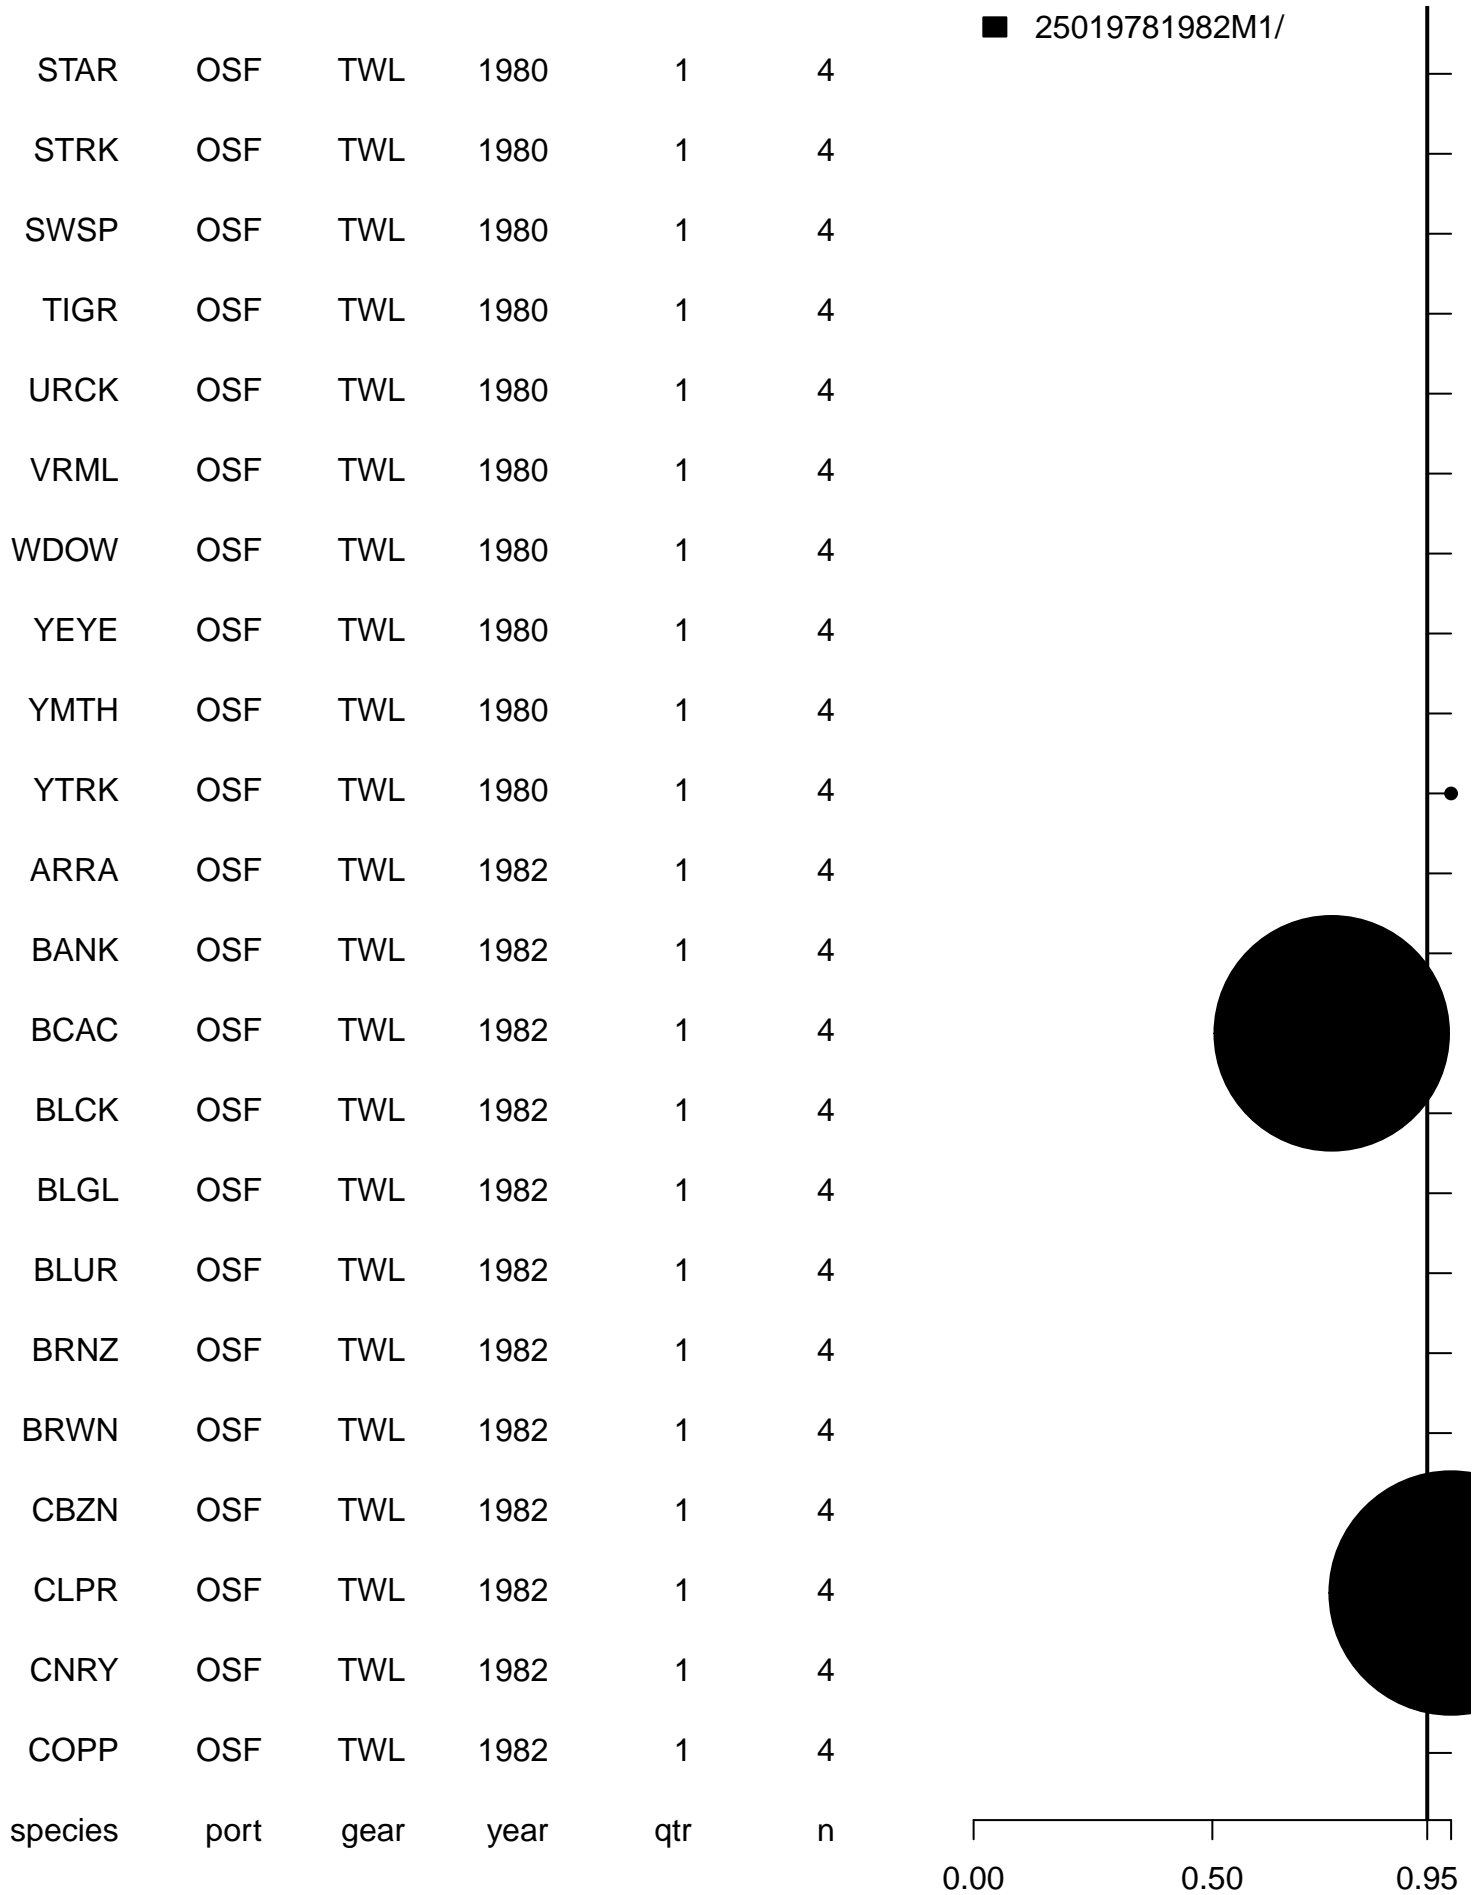 25019781982M1/
STAR OSF TWL 1980 1 4
STRK OSF TWL 1980 1 4
SWSP OSF TWL 1980 1 4
TIGR OSF TWL 1980 1 4
URCK OSF TWL 1980 1 4
VRML OSF TWL 1980 1 4
WDOW OSF TWL 1980 1 4
YEYE OSF TWL 1980 1 4
YMTH OSF TWL 1980 1 4
YTRK OSF TWL 1980 1 4
ARRA OSF TWL 1982 1 4
BANK OSF TWL 1982 1 4
BCAC OSF TWL 1982 1 4
BLCK OSF TWL 1982 1 4
BLGL OSF TWL 1982 1 4
BLUR OSF TWL 1982 1 4
BRNZ OSF TWL 1982 1 4
BRWN OSF TWL 1982 1 4
CBZN OSF TWL 1982 1 4
CLPR OSF TWL 1982 1 4
CNRY OSF TWL 1982 1 4
COPP OSF TWL 1982 1 4
species port gear year qtr n
0.00 0.50 0.95